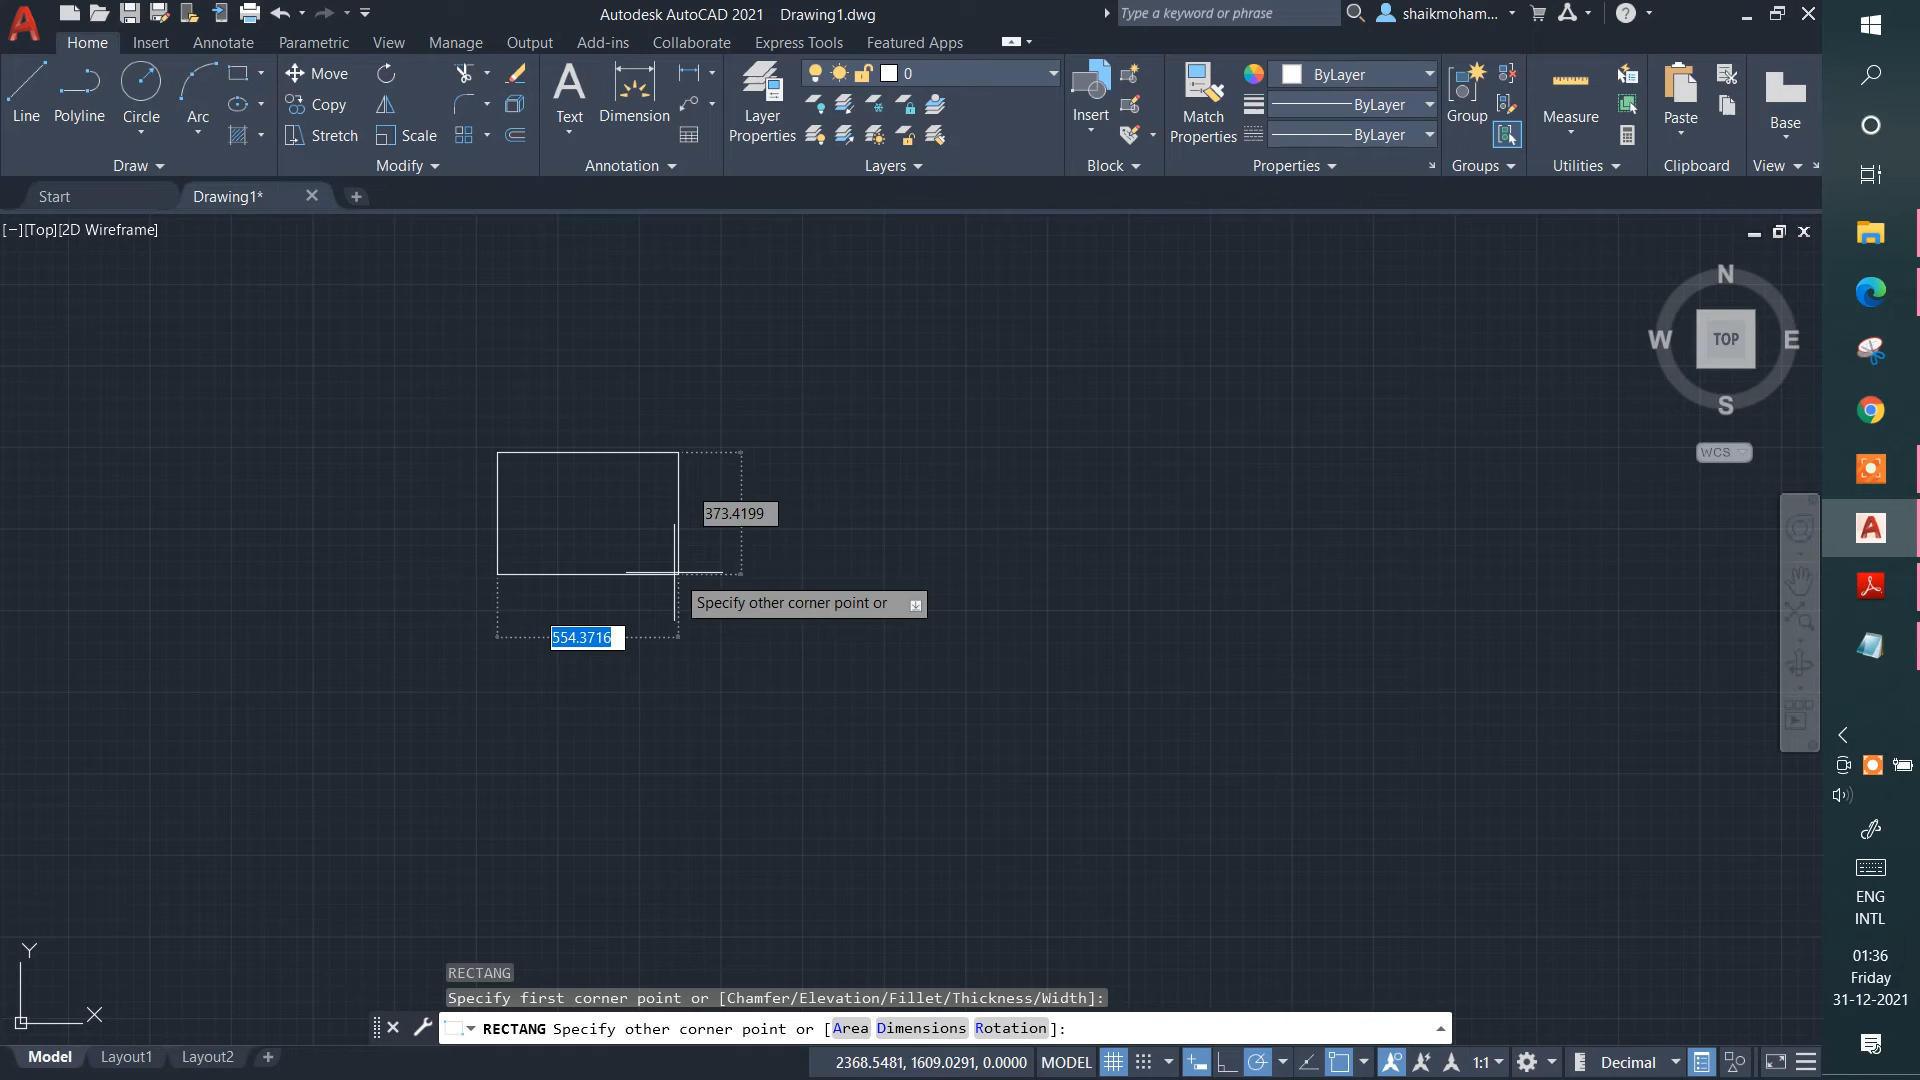 Autodesk AutoCAD 2021 Drawing1.dwg
Type a keyword or phrase
shaikmoham...
Home Insert Annotate Parametric View Manage Output Add-ins Collaborate Express Tools Featured Apps
Line
Polyline
Circle
Arc
Move
Copy
Stretch
Scale
Text
Dimension
Layer
Properties
0
Insert
Match
Properties
ByLayer
ByLayer
ByLayer
Group
Measure
Paste
Base
Draw
Modify
Annotation
Layers
Block
Properties
Groups
Utilities
Clipboard
View
Start
Drawing1*
[−][Top][2D Wireframe]
N
W
TOP
E
S
WCS
373.4199
Specify other corner point or
554.3716
Y
X
RECTANG
Specify first corner point or [Chamfer/Elevation/Fillet/Thickness/Width]:
RECTANG Specify other corner point or [Area Dimensions Rotation]:
Model Layout1 Layout2
2368.5481, 1609.0291, 0.0000 MODEL
1:1
Decimal
ENG
INTL
01:36
Friday
31-12-2021